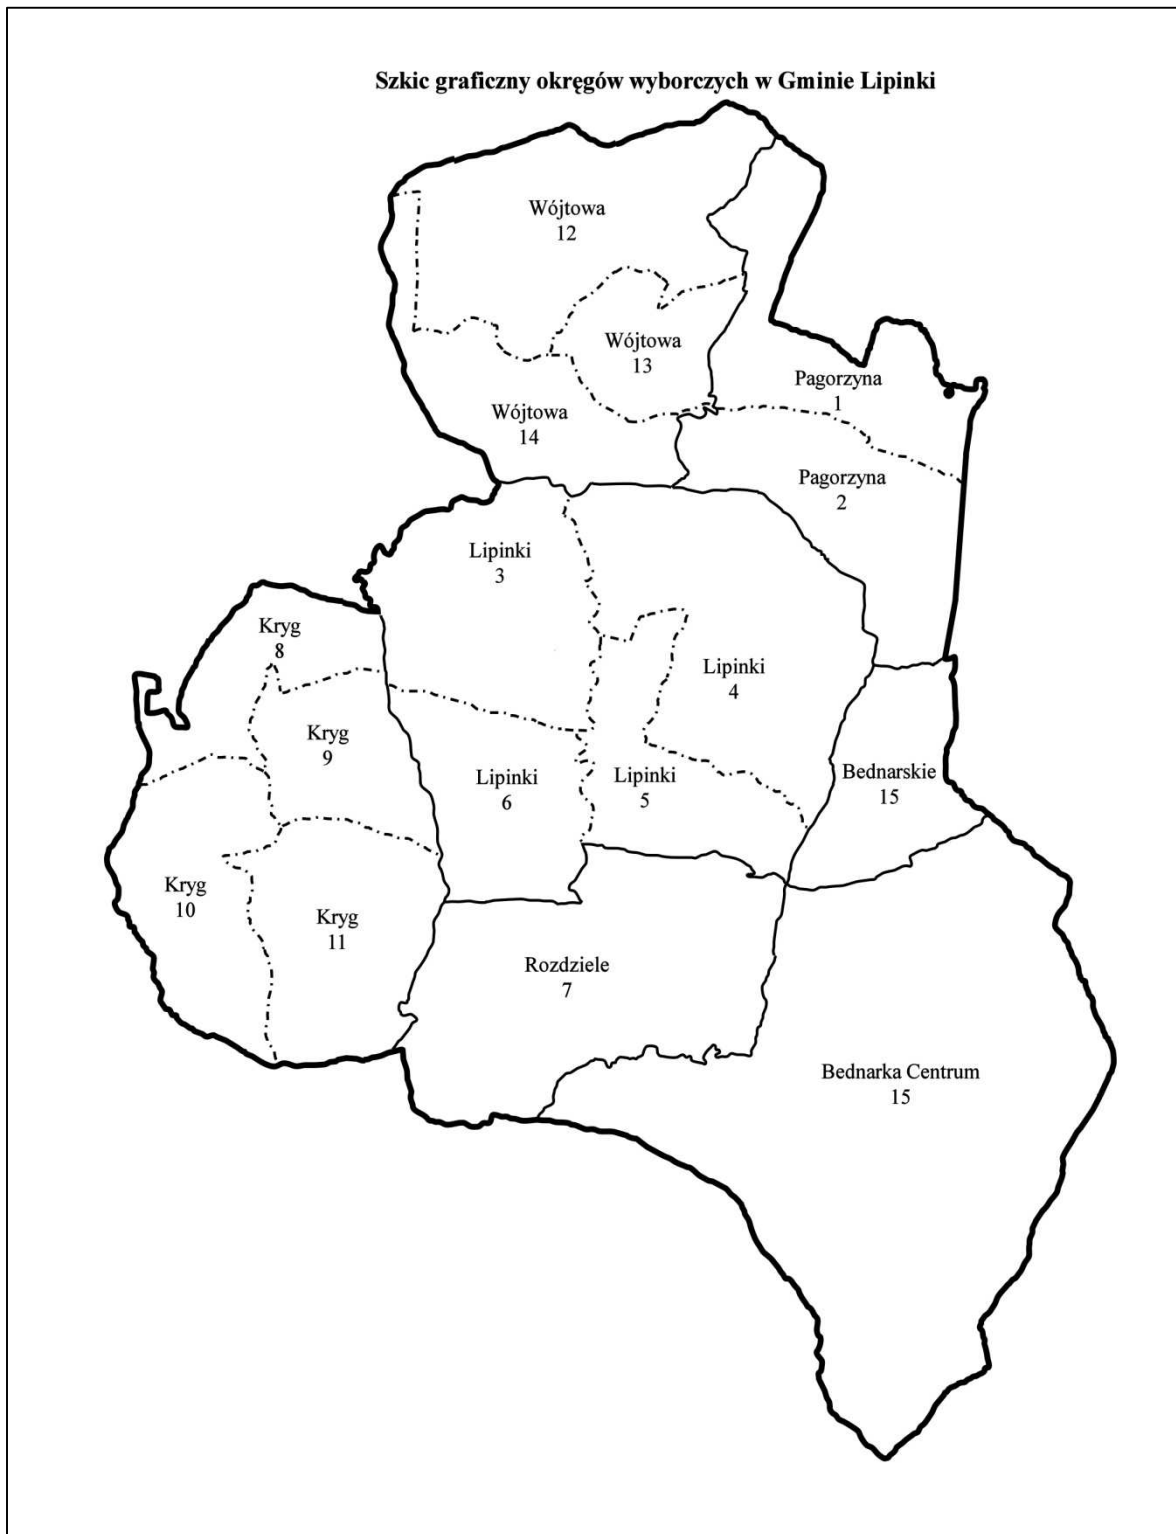 Szkic graficzny okręgów wyborczych w Gminie Lipinki
Wójtowa
12
Wójtowa
13
Pagorzyna
1
Wójtowa
14
Pagorzyna
2
Lipinki
3
Kryg
8
Lipinki
4
Kryg
9
Lipinki
6
Lipinki
5
Bednarskie
15
Kryg
10
Kryg
11
Rozdziele
7
Bednarka Centrum
15